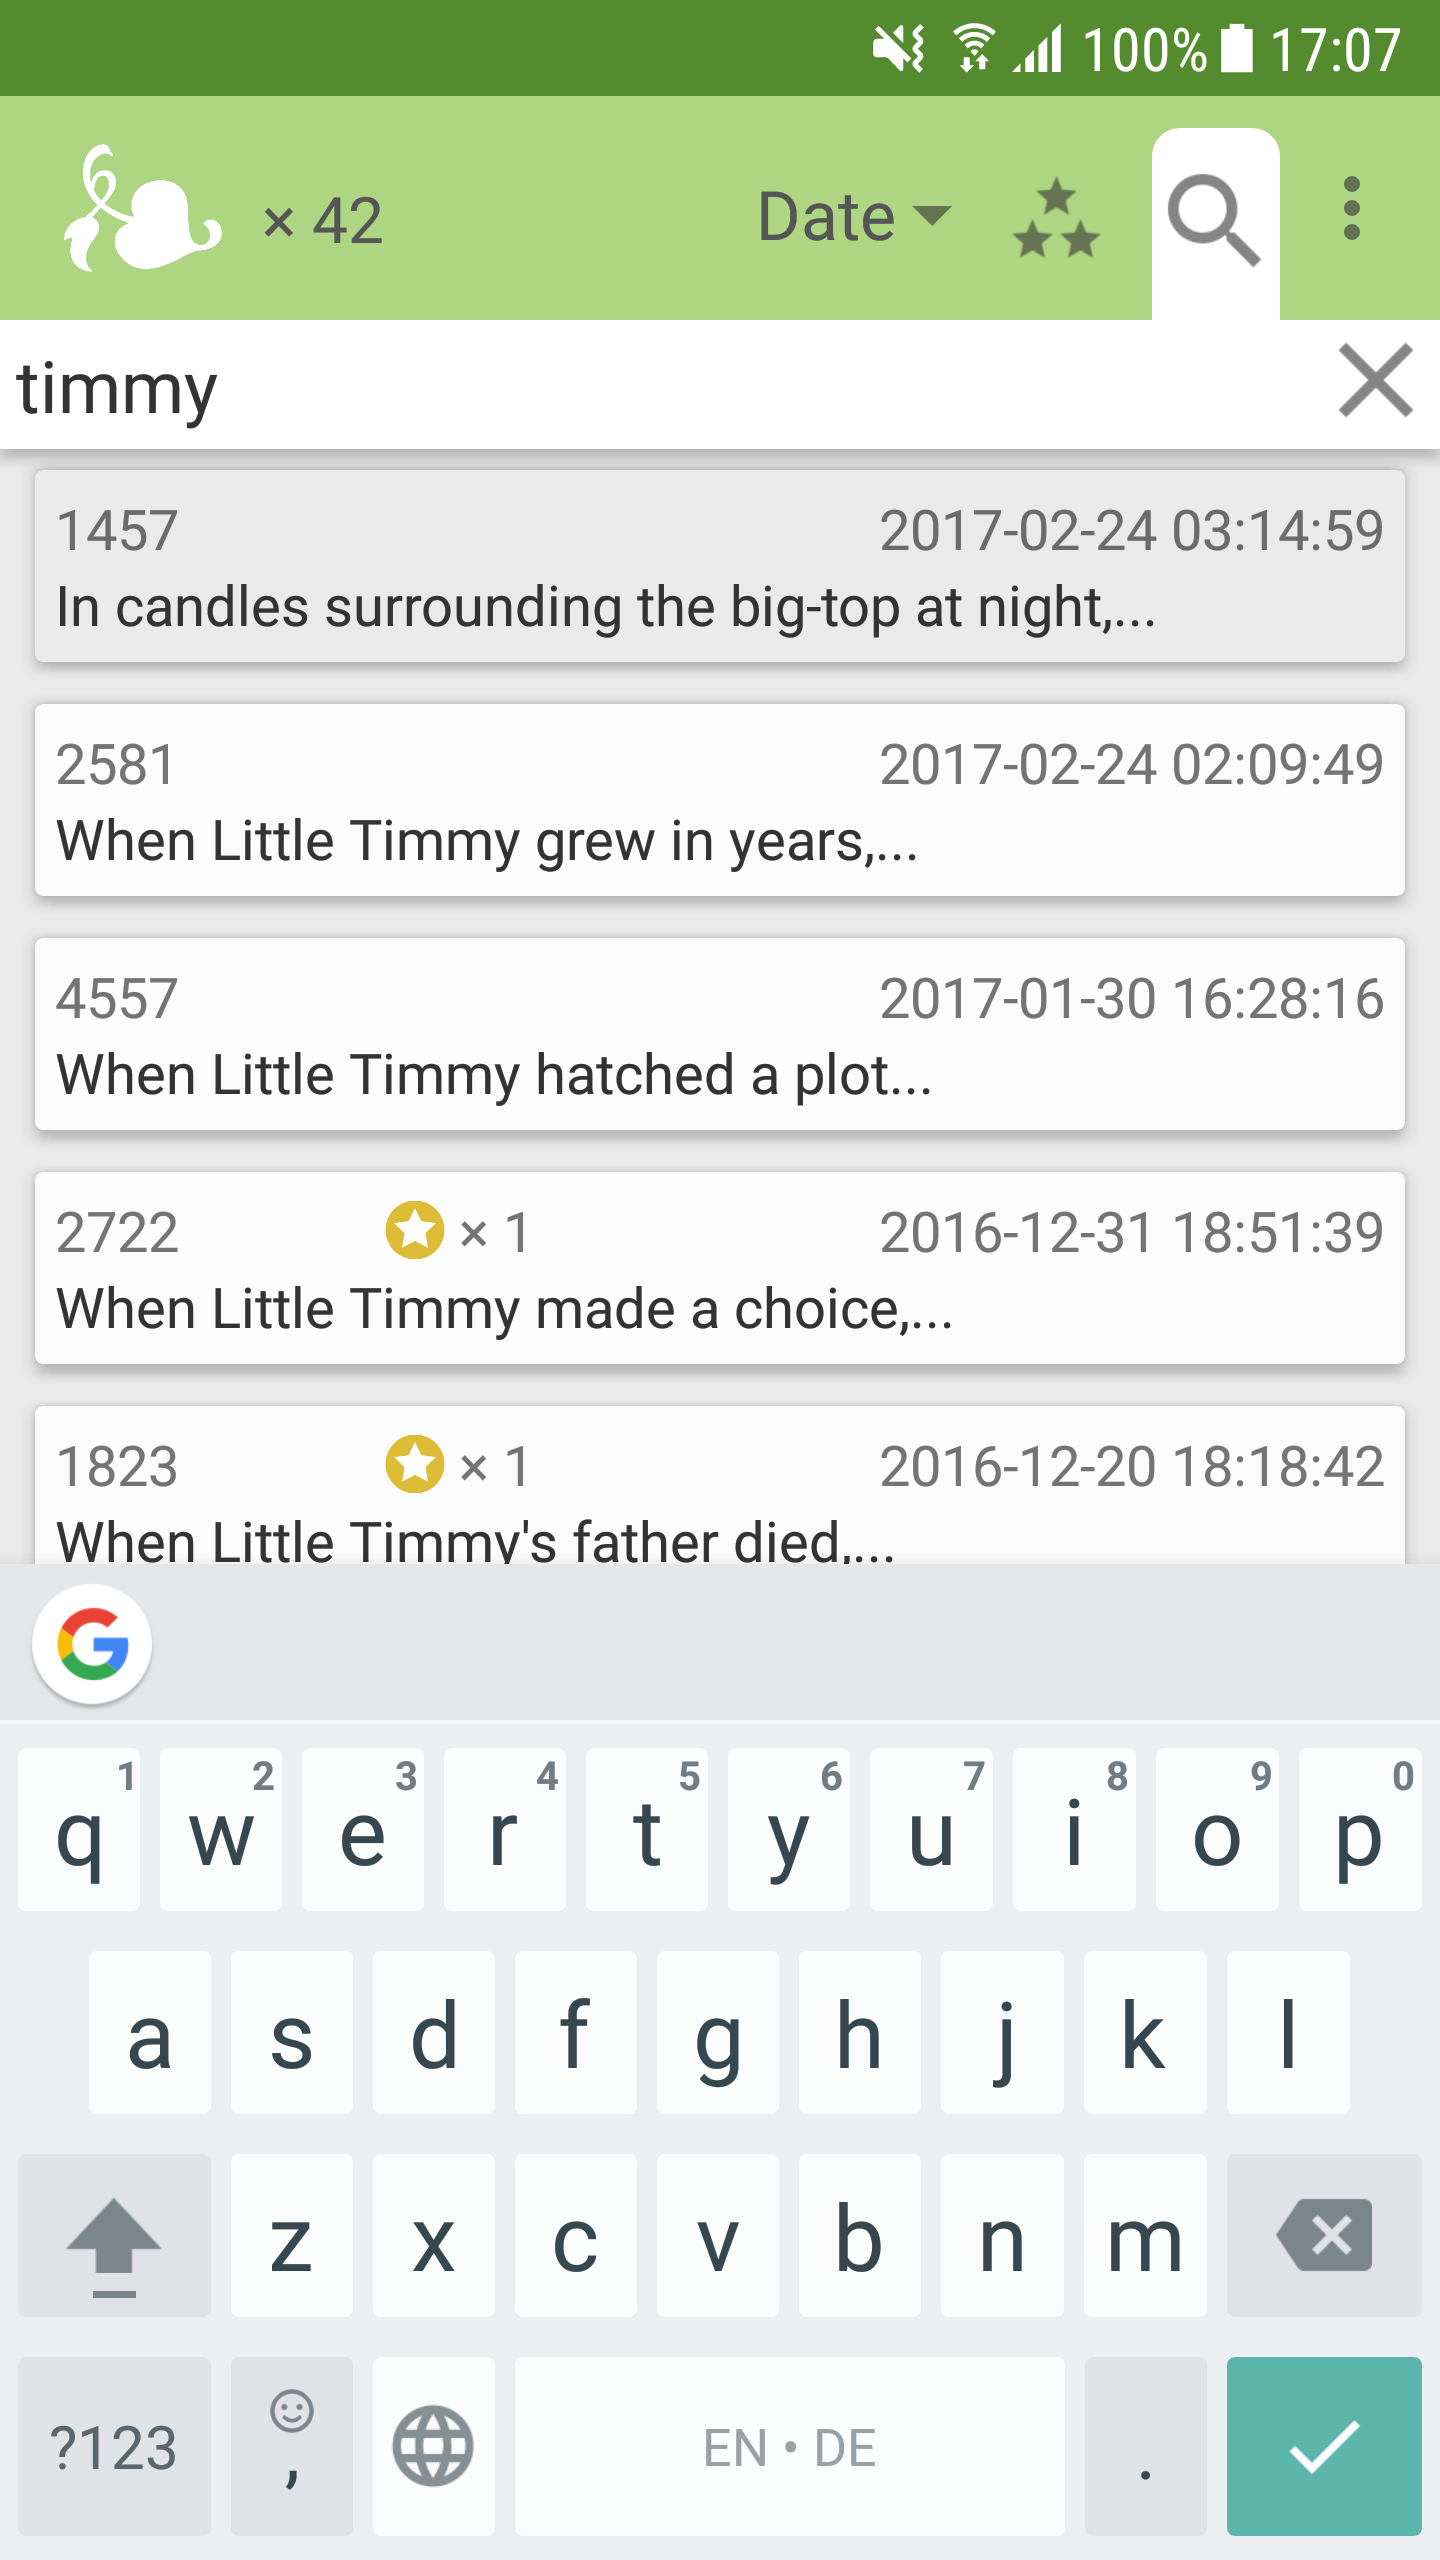 100% 17:07
× 42 Date
timmy
1457 2017-02-24 03:14:59
In candles surrounding the big-top at night,...
2581 2017-02-24 02:09:49
When Little Timmy grew in years,...
4557 2017-01-30 16:28:16
When Little Timmy hatched a plot...
2722 × 1 2016-12-31 18:51:39
When Little Timmy made a choice,...
1823 × 1 2016-12-20 18:18:42
When Little Timmy's father died,...
G
1 2 3 4 5 6 7 8 9 0
q w e r t y u i o p
a s d f g h j k l
z x c v b n m
?123 , EN • DE .